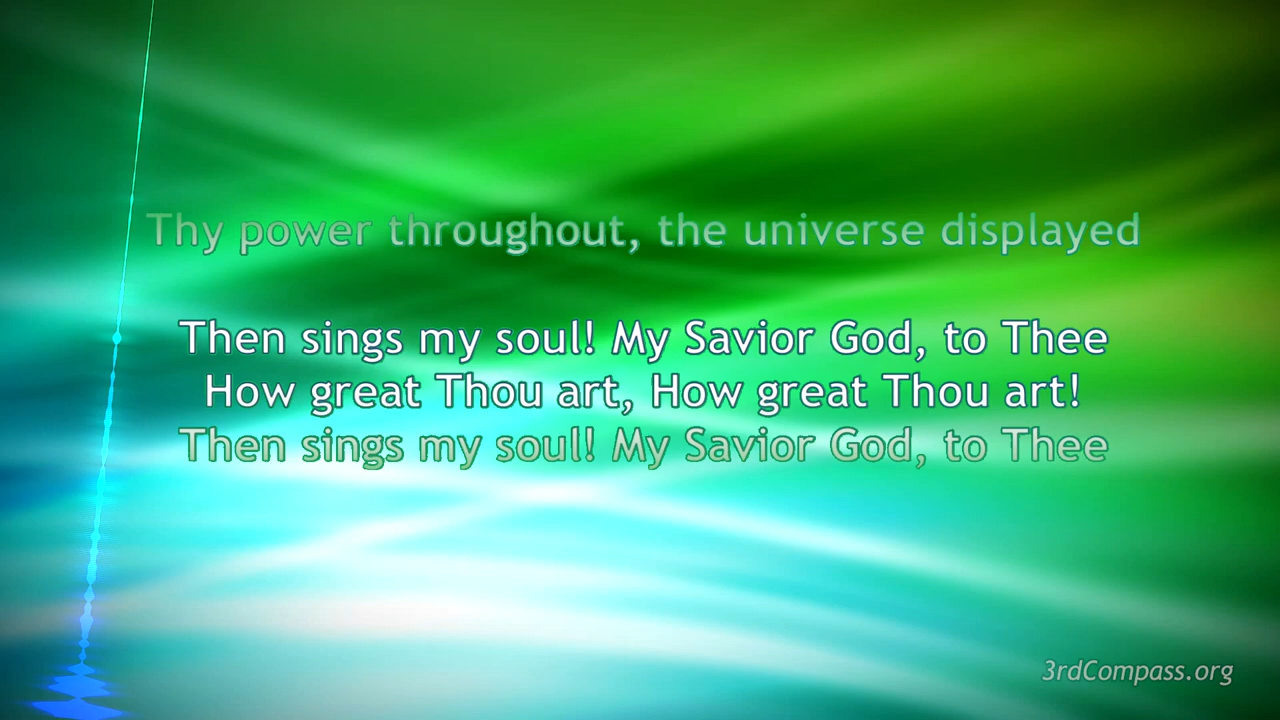 Thy power throughout, the universe displayed
Then sings my soul! My Savior God, to Thee
How great Thou art, How great Thou art!
Then sings my soul! My Savior God, to Thee
3rdCompass.org